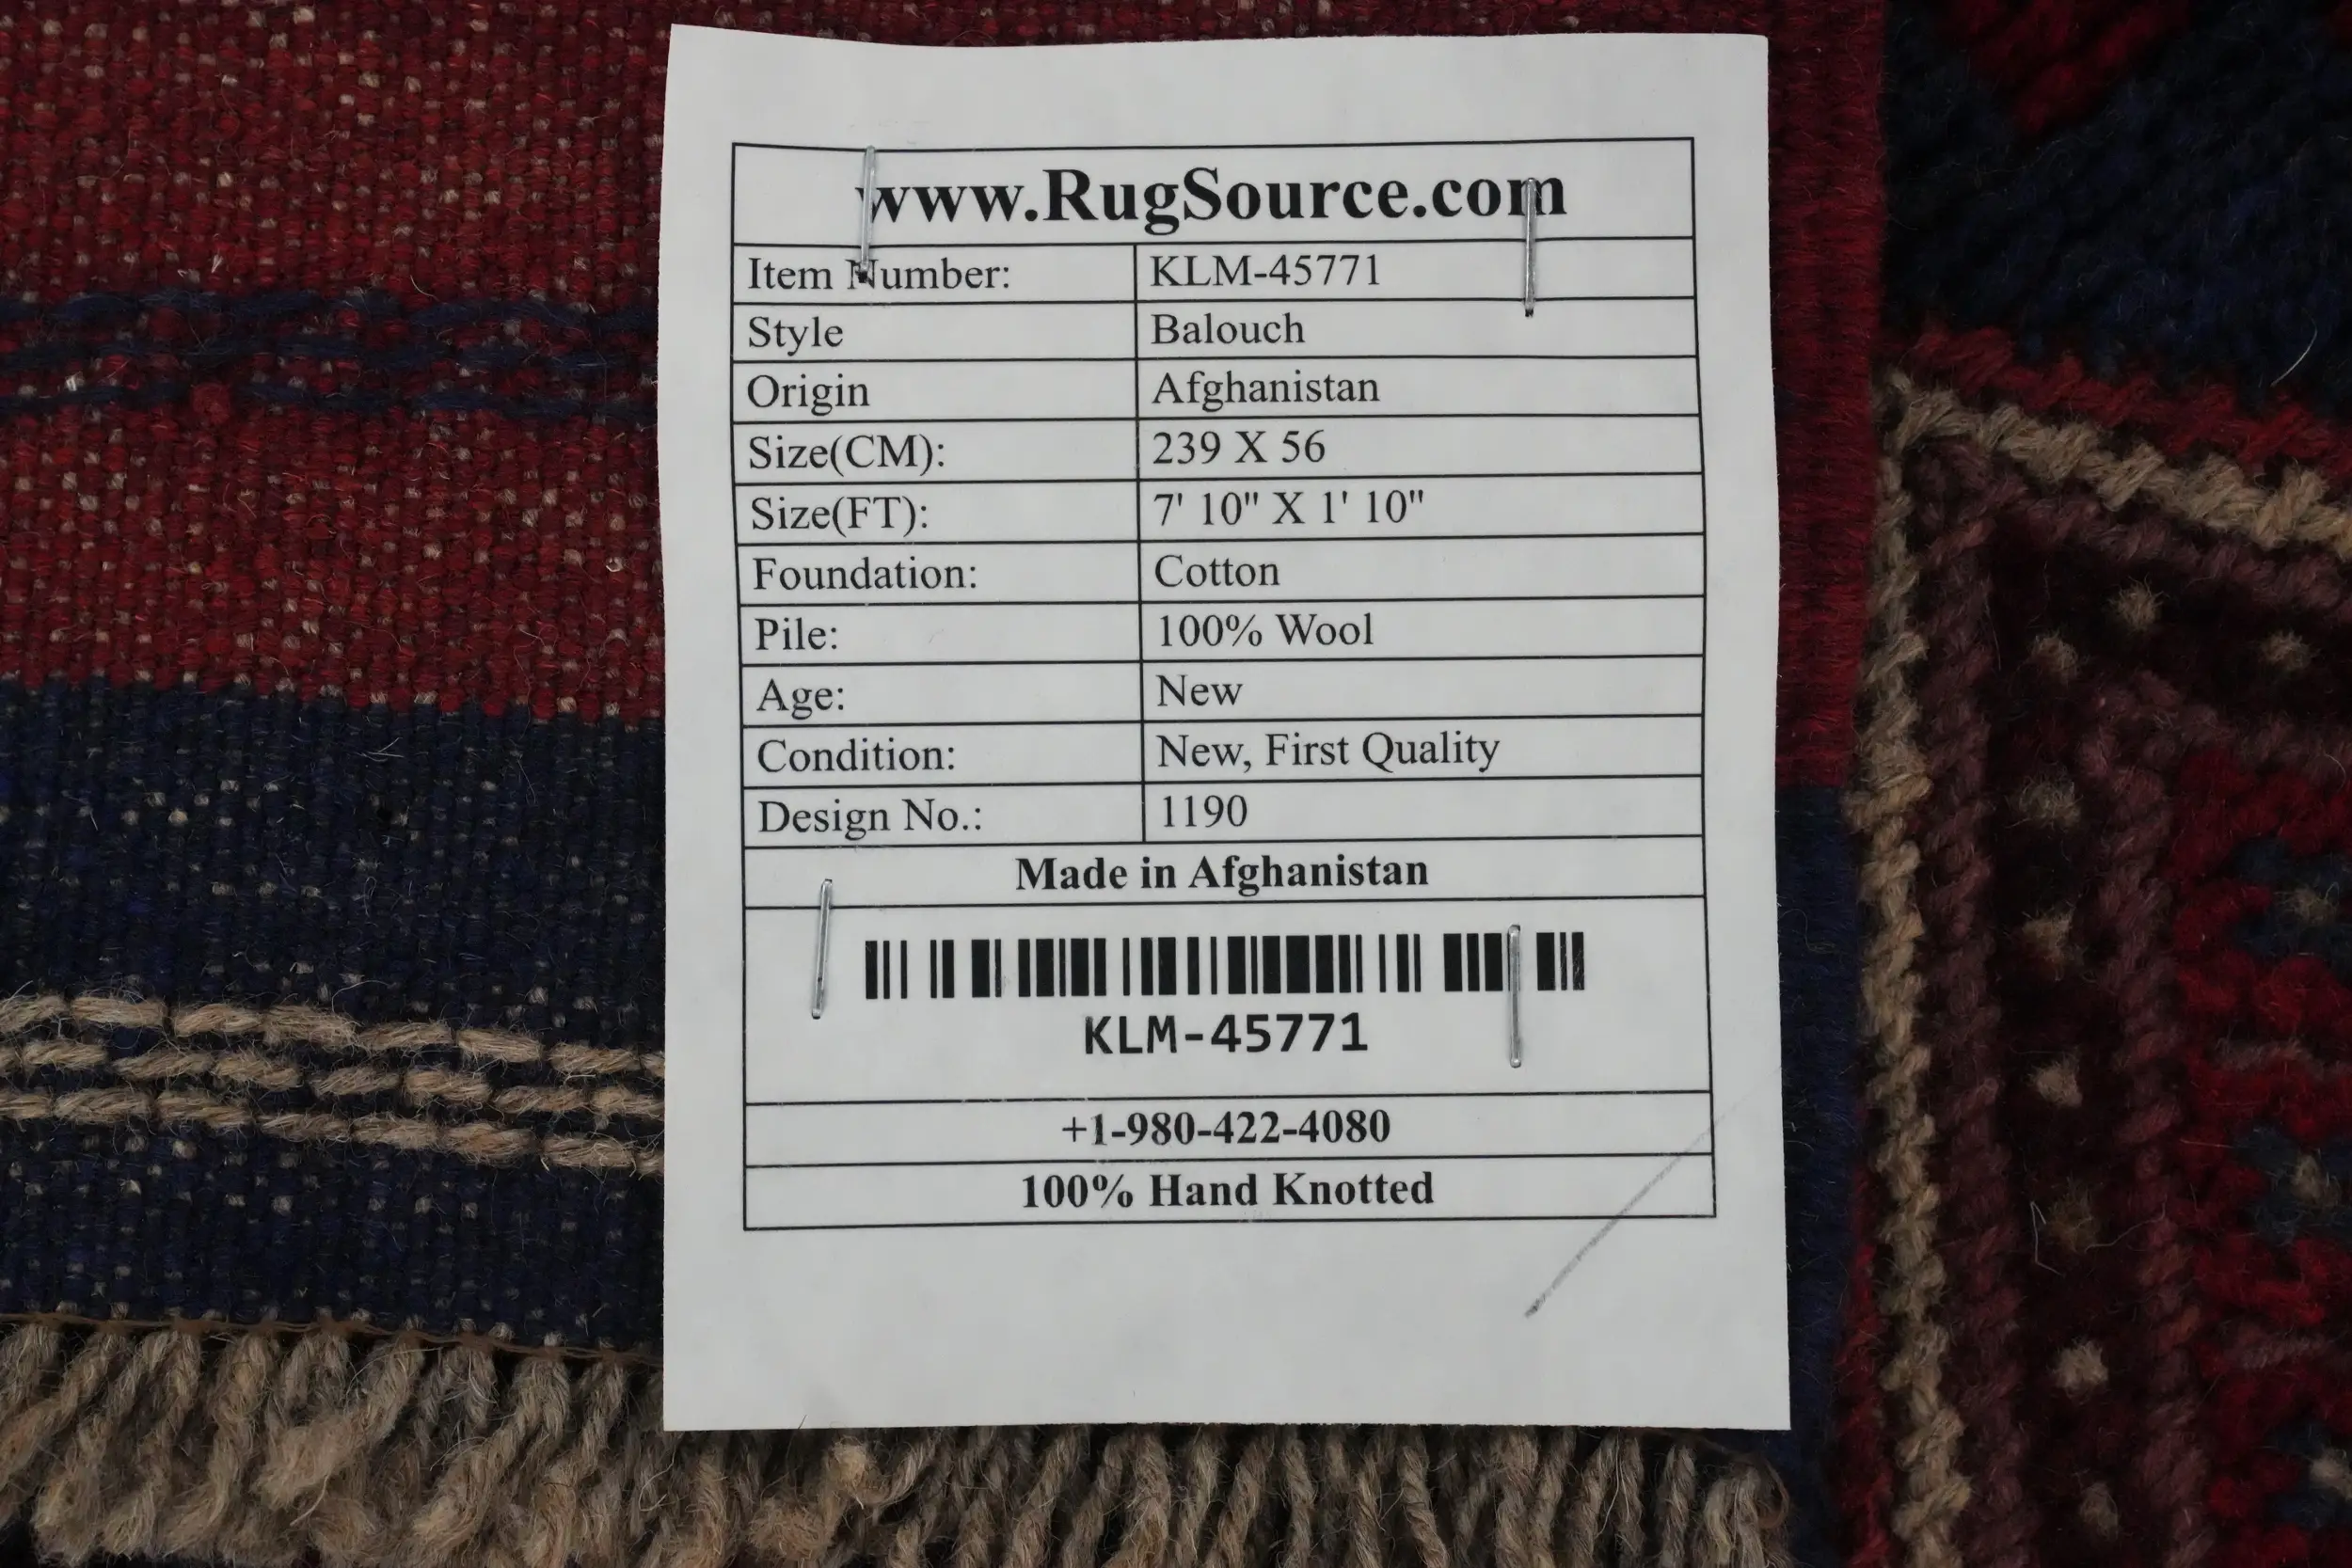 www.RugSource.com
Item Number: KLM-45771
Style Balouch
Origin Afghanistan
Size(CM): 239 X 56
Size(FT): 7' 10" X 1' 10"
Foundation: Cotton
Pile: 100% Wool
Age: New
Condition: New, First Quality
Design No.: 1190
Made in Afghanistan
KLM-45771
+1-980-422-4080
100% Hand Knotted